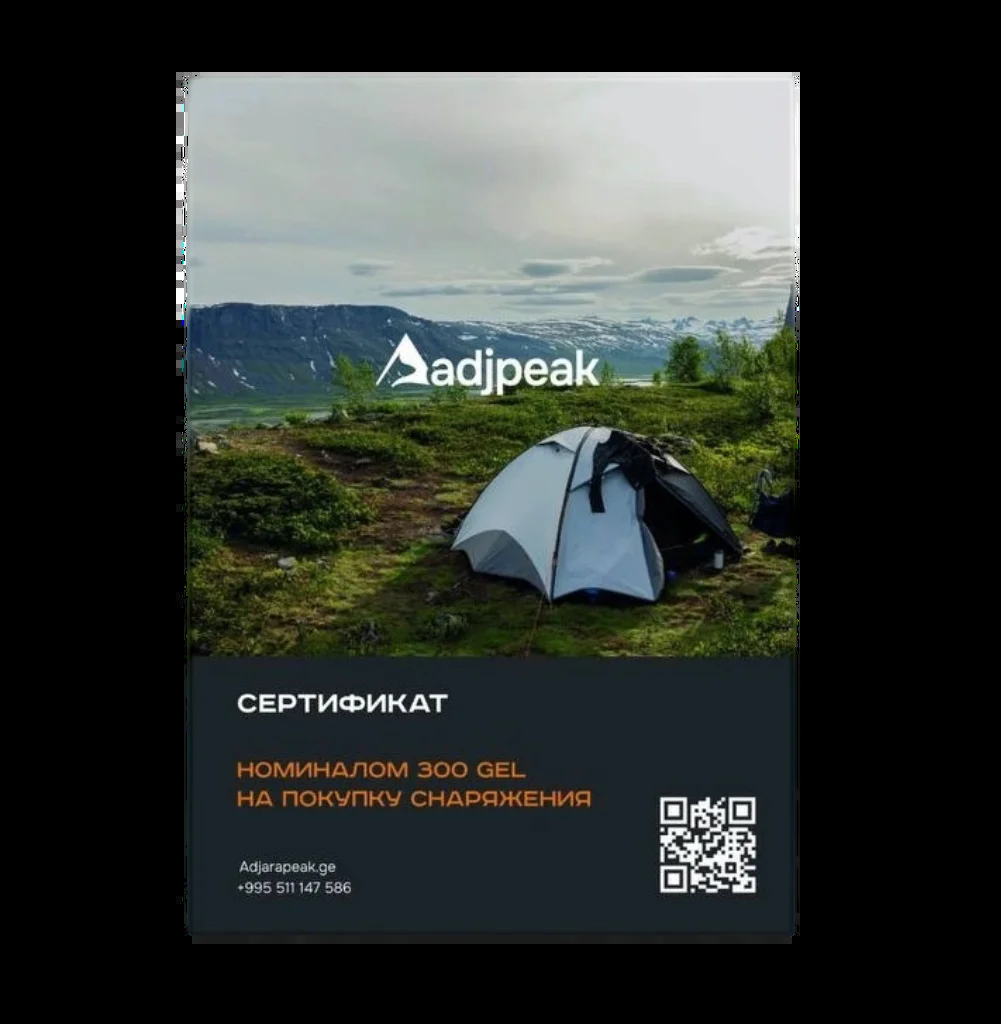 adjpeak
СЕРТИФИКАТ
НОМИНАЛОМ 300 GEL
НА ПОКУПКУ СНАРЯЖЕНИЯ
Adjarapeak.ge
+995 511 147 586